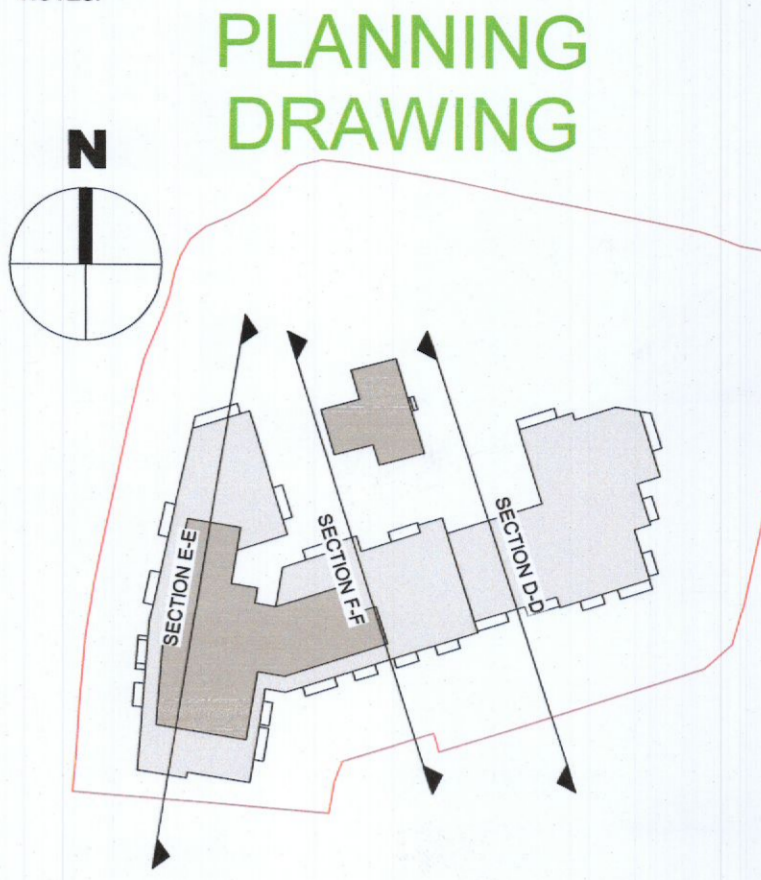 PLANNING
DRAWING
N
SECTION E-E
SECTION F-F
SECTION D-D